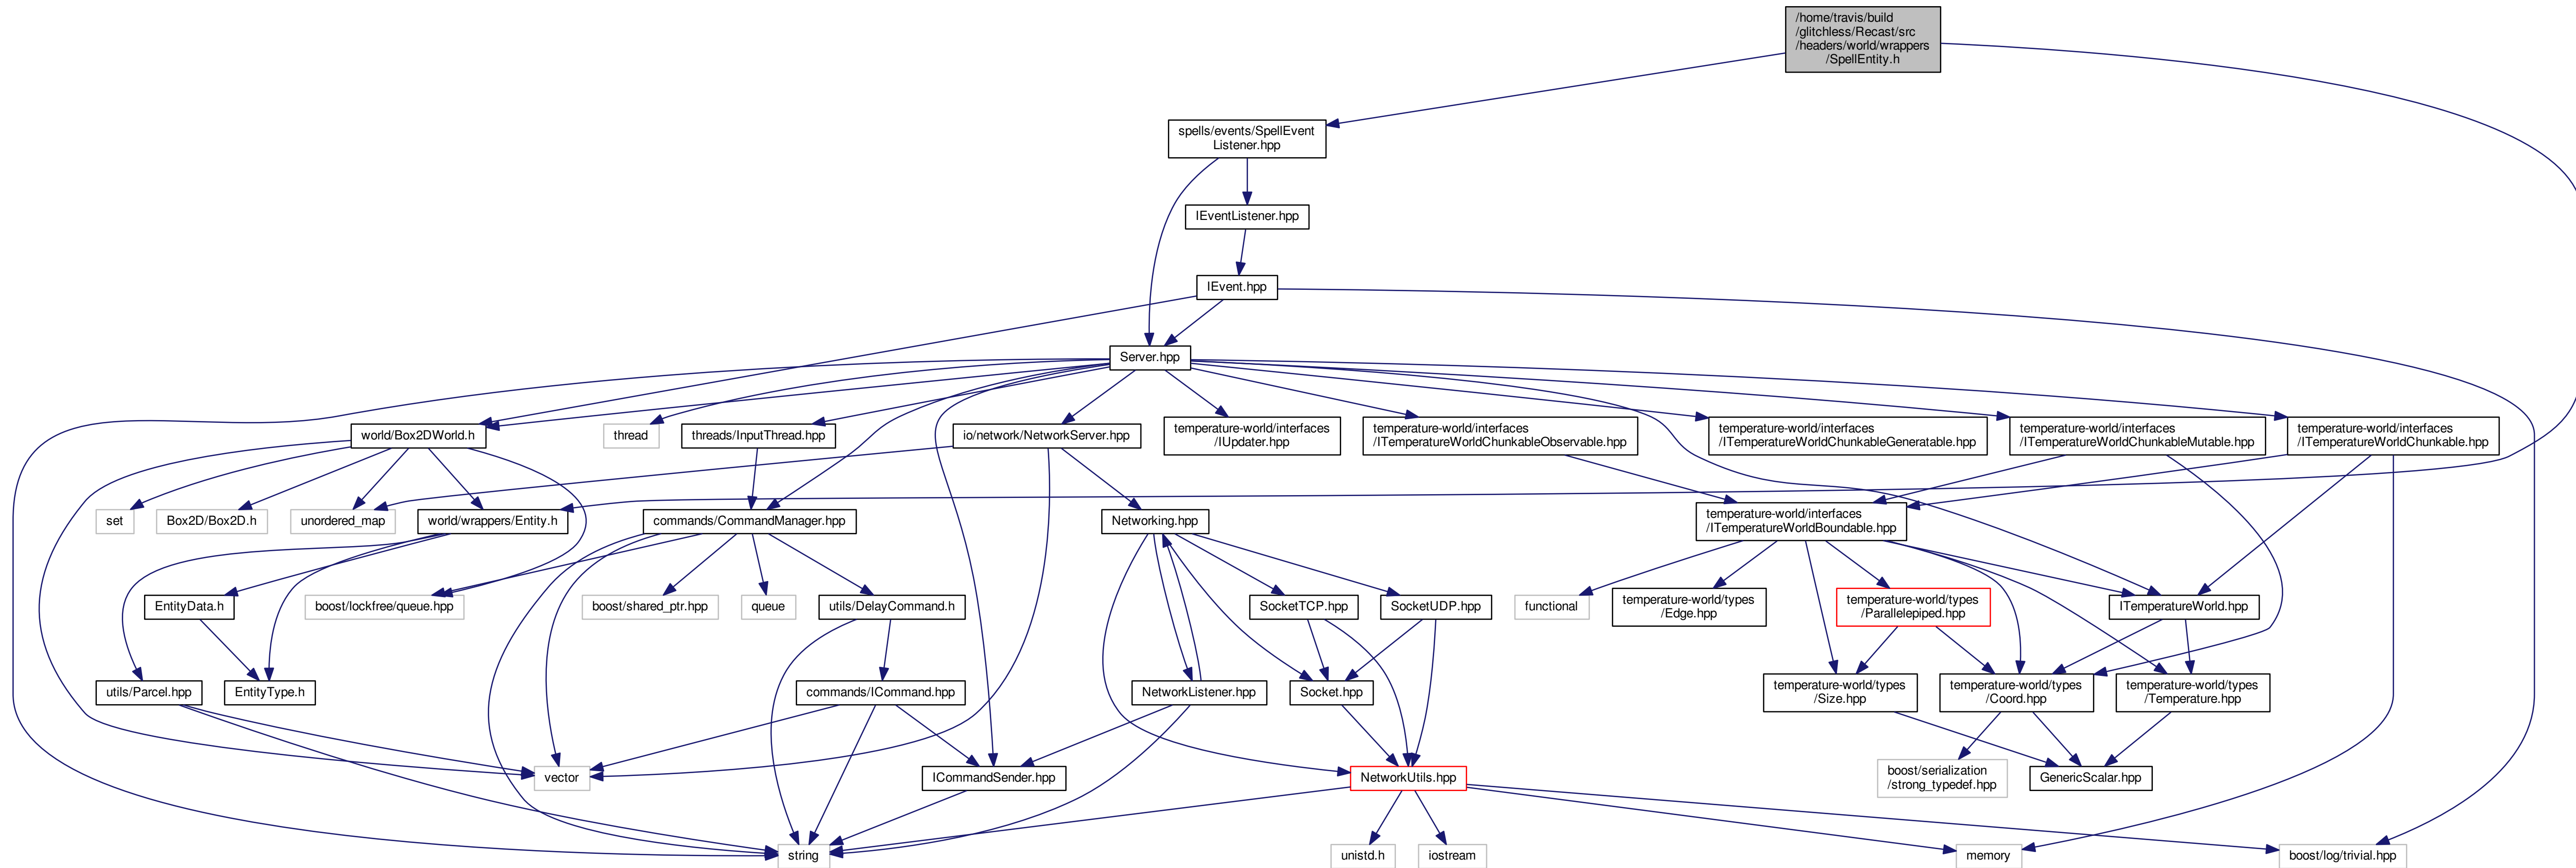 /home/travis/build
/glitchless/Recast/src
/headers/world/wrappers
/SpellEntity.h
spells/events/SpellEvent
Listener.hpp
IEventListener.hpp
IEvent.hpp
Server.hpp
world/Box2DWorld.h
thread
threads/InputThread.hpp
io/network/NetworkServer.hpp
temperature-world/interfaces
/IUpdater.hpp
temperature-world/interfaces
/ITemperatureWorldChunkableObservable.hpp
temperature-world/interfaces
/ITemperatureWorldChunkableGeneratable.hpp
temperature-world/interfaces
/ITemperatureWorldChunkableMutable.hpp
temperature-world/interfaces
/ITemperatureWorldChunkable.hpp
set
Box2D/Box2D.h
unordered_map
world/wrappers/Entity.h
commands/CommandManager.hpp
Networking.hpp
temperature-world/interfaces
/ITemperatureWorldBoundable.hpp
EntityData.h
boost/lockfree/queue.hpp
boost/shared_ptr.hpp
queue
utils/DelayCommand.h
SocketTCP.hpp
SocketUDP.hpp
functional
temperature-world/types
/Edge.hpp
temperature-world/types
/Parallelepiped.hpp
ITemperatureWorld.hpp
utils/Parcel.hpp
EntityType.h
commands/ICommand.hpp
NetworkListener.hpp
Socket.hpp
temperature-world/types
/Size.hpp
temperature-world/types
/Coord.hpp
temperature-world/types
/Temperature.hpp
vector
ICommandSender.hpp
NetworkUtils.hpp
boost/serialization
/strong_typedef.hpp
GenericScalar.hpp
string
unistd.h
iostream
memory
boost/log/trivial.hpp